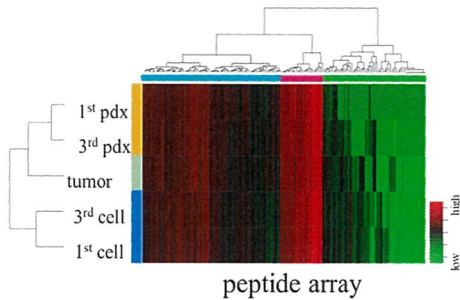 1st pdx
3rd pdx
tumor
3rd cell
1st cell
high
low
peptide array